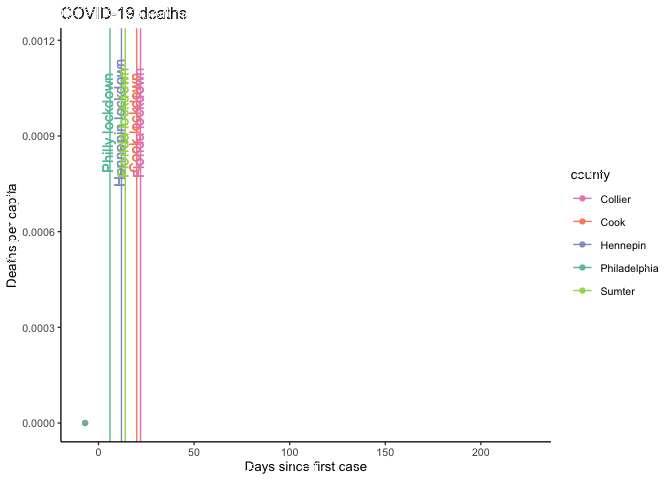 COVID-19 deaths
0.0012
0.0009
0.0006
0.0003
0.0000
Deaths per capita
Philly lockdown
Hennepin lockdown
Florida lockdown
Cook lockdown
Florida lockdown
0
50
100
150
200
Days since first case
county
Collier
Cook
Hennepin
Philadelphia
Sumter